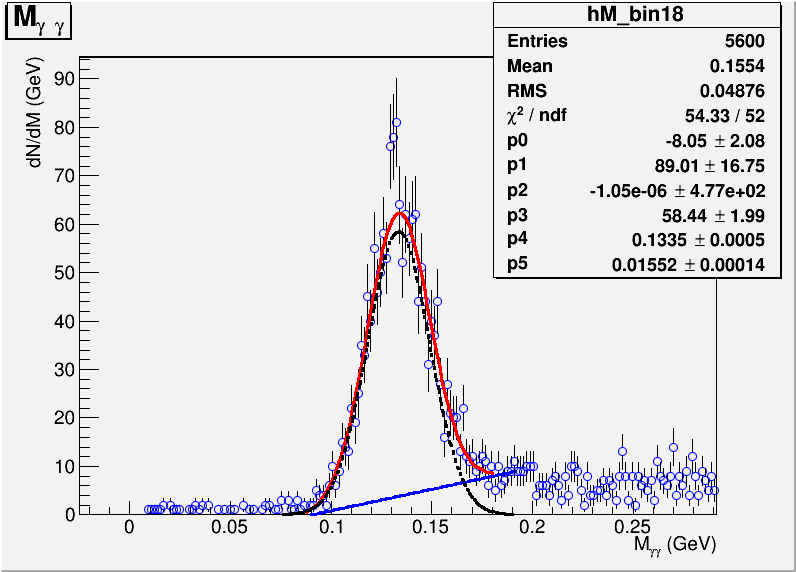 M γ γ
hM_bin18
Entries 5600
Mean 0.1554
RMS 0.04876
χ² / ndf 54.33 / 52
p0 -8.05 ± 2.08
p1 89.01 ± 16.75
p2 -1.05e-06 ± 4.77e+02
p3 58.44 ± 1.99
p4 0.1335 ± 0.0005
p5 0.01552 ± 0.00014
dN/dM (GeV)
90
80
70
60
50
40
30
20
10
0
0 0.05 0.1 0.15 0.2 0.25
Mγγ (GeV)